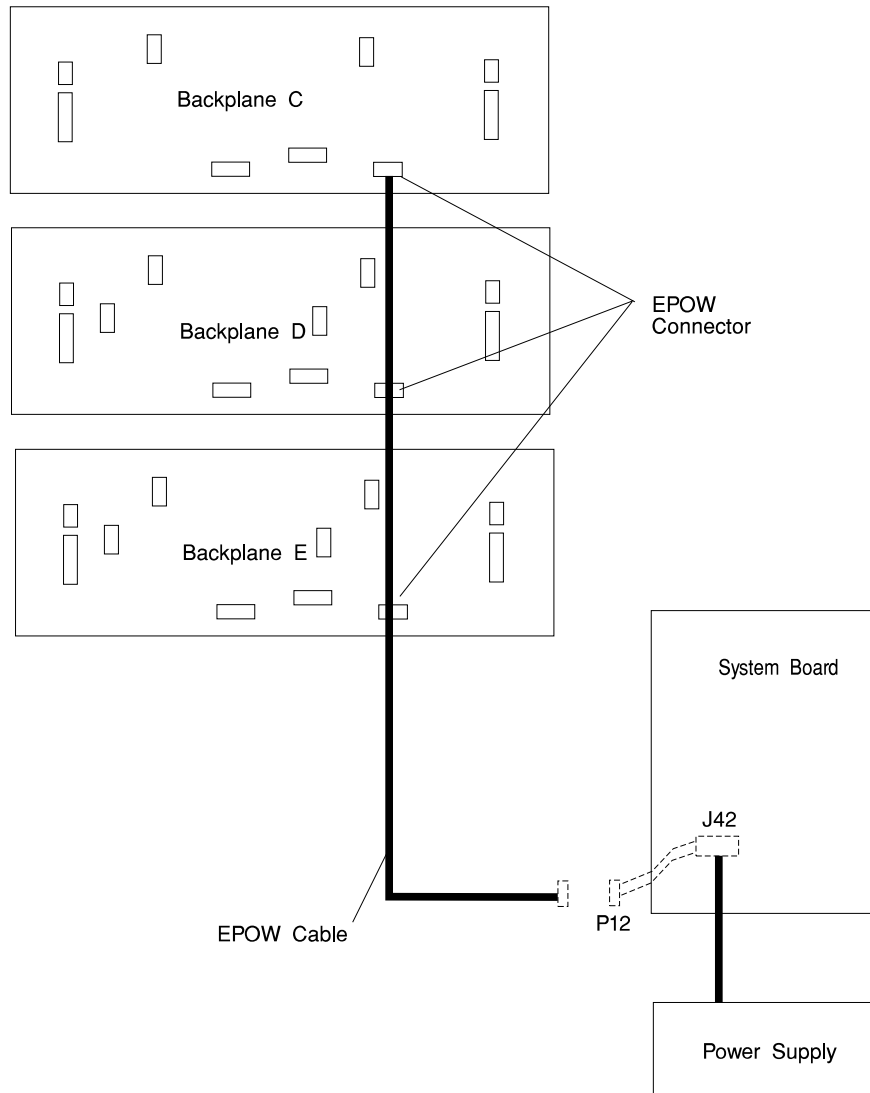 Backplane C
EPOW
Connector
Backplane D
Backplane E
System Board
J42
P12
EPOW Cable
Power Supply